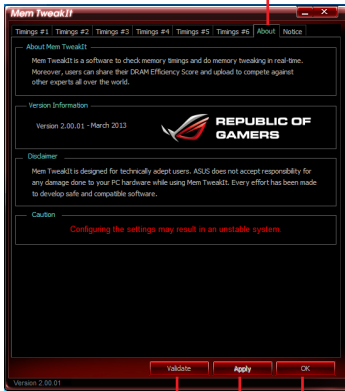 Mem TweakIt
Timings #1 Timings #2 Timings #3 Timings #4 Timings #5 Timings #6 About Notice
About Mem TweakIt
Mem TweakIt is a software to check memory timings and do memory tweaking in real-time.
Moreover, users can share their DRAM Efficiency Score and upload to compete against
other experts all over the world.
Version Information
Version 2.00.01 - March 2013
REPUBLIC OF
GAMERS
Disclaimer
Mem TweakIt is designed for technically adept users. ASUS does not accept responsibility for
any damage done to your PC hardware while using Mem TweakIt. Every effort has been made
to develop safe and compatible software.
Caution
Configuring the settings may result in an unstable system.
Validate Apply OK
Version 2.00.01